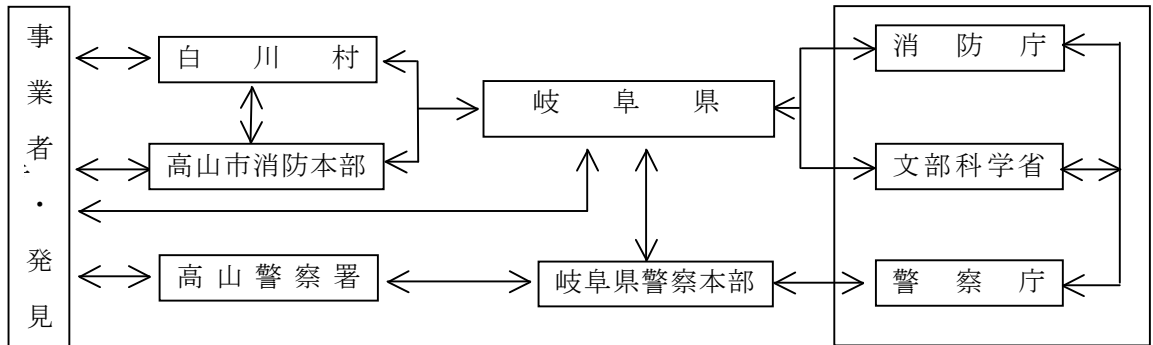 事業者・発見
白川村
高山市消防本部
高山警察署
岐阜県
岐阜県警察本部
消防庁
文部科学省
警察庁